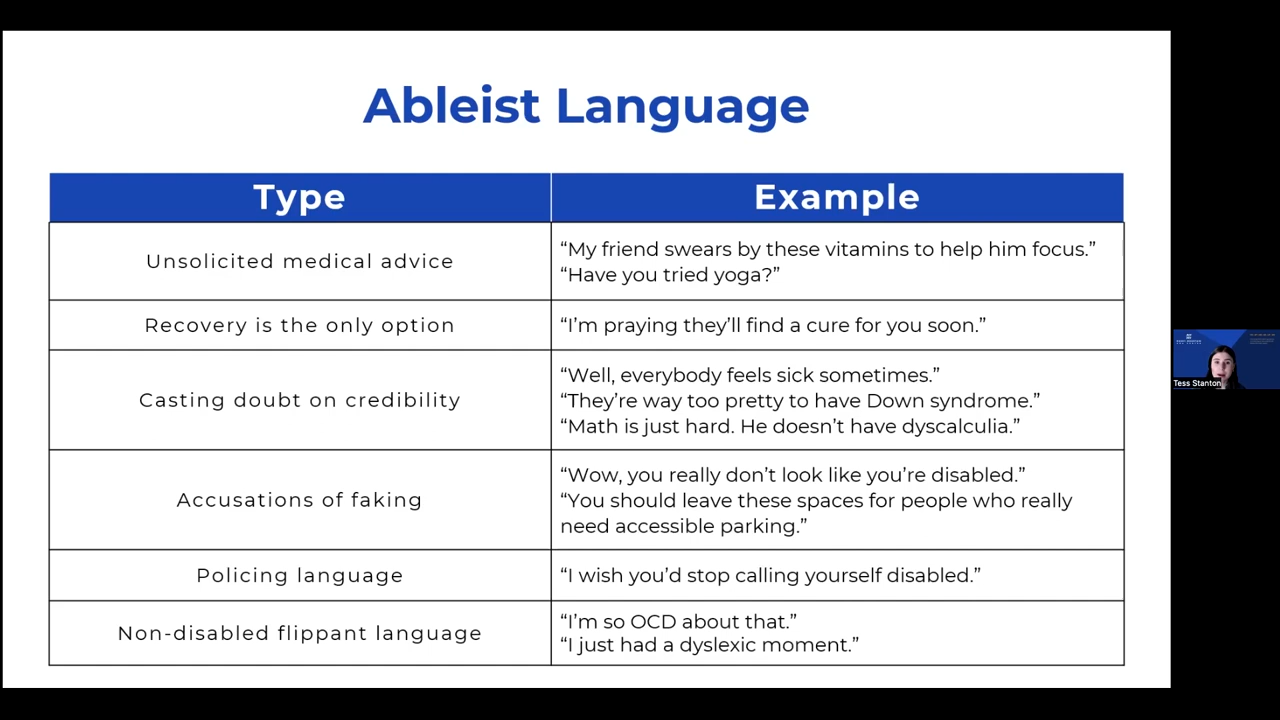 Ableist Language
Type
Example
Unsolicited medical advice
“My friend swears by these vitamins to help him focus.”
“Have you tried yoga?”
Recovery is the only option
“I’m praying they’ll find a cure for you soon.”
Casting doubt on credibility
“Well, everybody feels sick sometimes.”
“They’re way too pretty to have Down syndrome.”
“Math is just hard. He doesn’t have dyscalculia.”
Accusations of faking
“Wow, you really don’t look like you’re disabled.”
“You should leave these spaces for people who really
need accessible parking.”
Policing language
“I wish you’d stop calling yourself disabled.”
Non-disabled flippant language
“I’m so OCD about that.”
“I just had a dyslexic moment.”
Tess Stanton